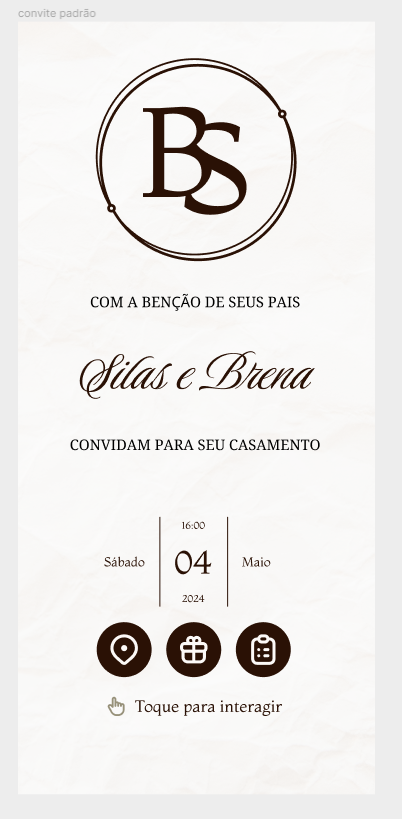 convite padrão
BS
COM A BENÇÃO DE SEUS PAIS
Silas e Brena
CONVIDAM PARA SEU CASAMENTO
16:00
Sábado 04 Maio
2024
Toque para interagir